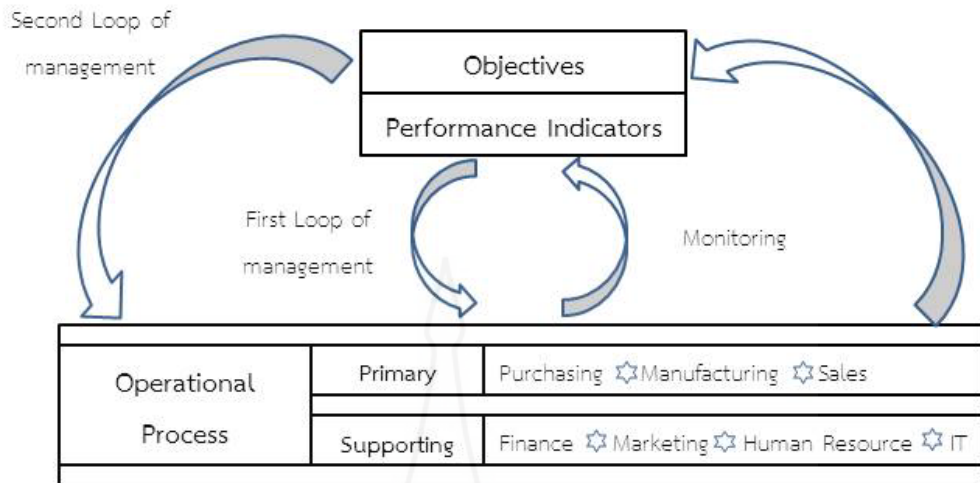 Second Loop of
management
Objectives
Performance Indicators
First Loop of
management
Monitoring
Operational
Process
Primary
Purchasing Manufacturing Sales
Supporting
Finance Marketing Human Resource IT